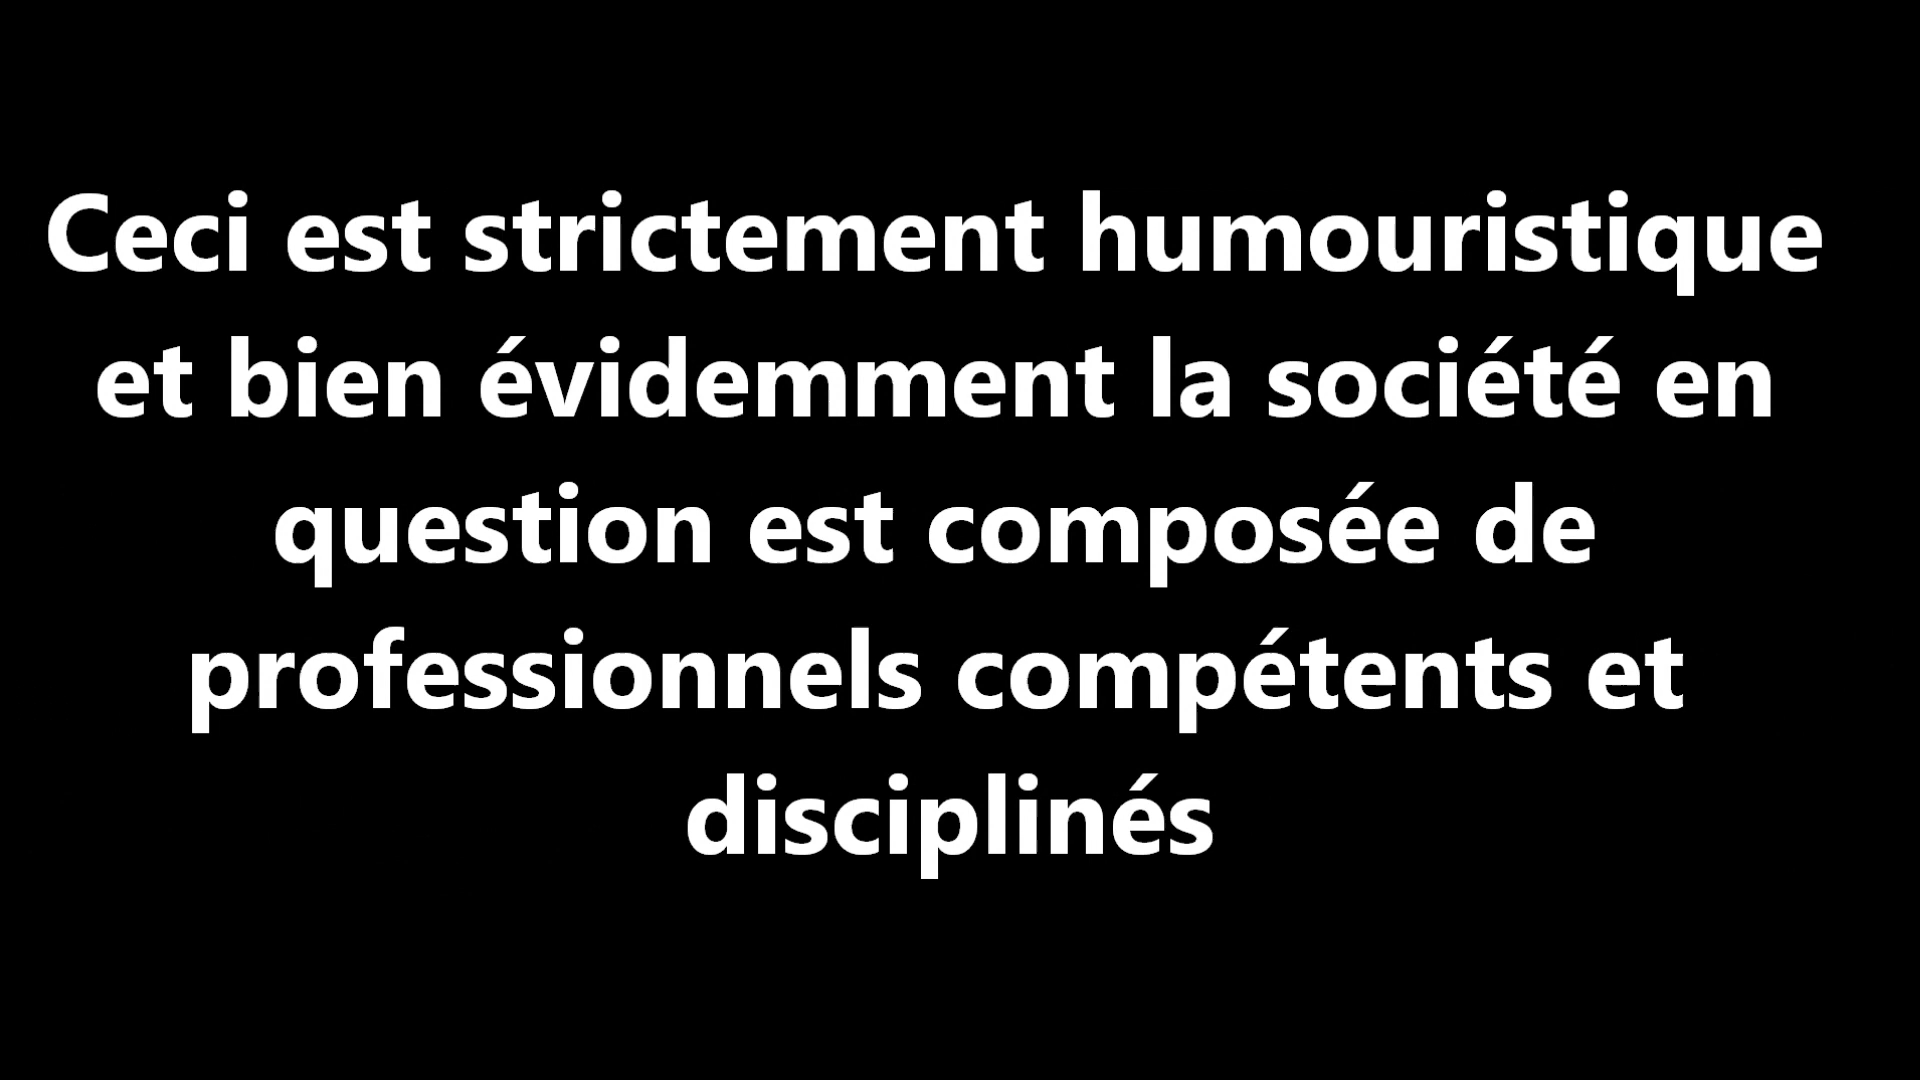 Ceci est strictement humouristique
et bien évidemment la société en
question est composée de
professionnels compétents et
disciplinés